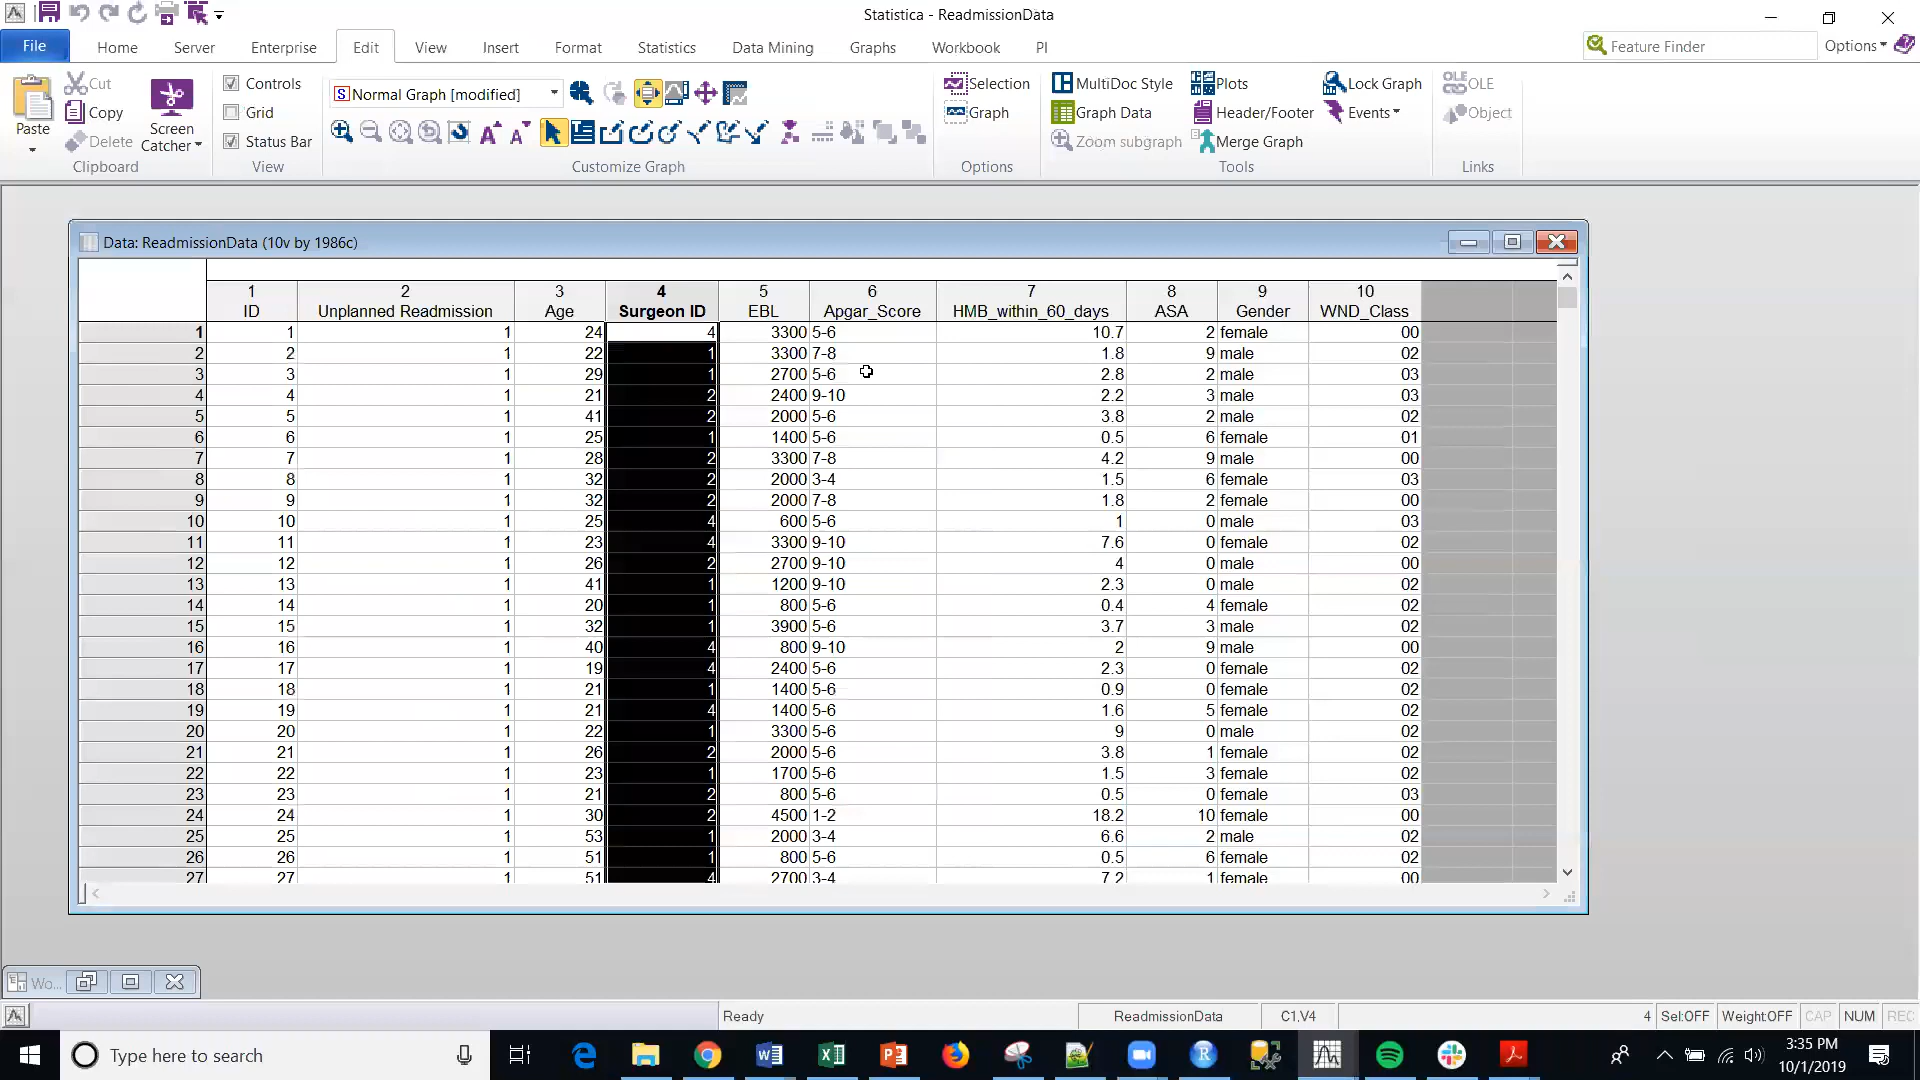 Statistica - ReadmissionData
File Home Server Enterprise Edit View Insert Format Statistics Data Mining Graphs Workbook PI Feature Finder Options
Paste Cut Copy Delete Screen Catcher Clipboard
Controls Grid Status Bar View
Normal Graph [modified] Customize Graph
Selection Graph Options
MultiDoc Style Plots Graph Data Header/Footer Zoom subgraph Merge Graph Tools
Lock Graph Events
OLE Object Links
Data: ReadmissionData (10v by 1986c)
1 2 3 4 5 6 7 8 9 10
ID Unplanned Readmission Age Surgeon ID EBL Apgar_Score HMB_within_60_days ASA Gender WND_Class
1 1 1 24 4 3300 5-6 10.7 2 female 00
2 2 1 22 1 3300 7-8 1.8 9 male 02
3 3 1 29 1 2700 5-6 2.8 2 male 03
4 4 1 21 2 2400 9-10 2.2 3 male 03
5 5 1 41 2 2000 5-6 3.8 2 male 02
6 6 1 25 1 1400 5-6 0.5 6 female 01
7 7 1 28 2 3300 7-8 4.2 9 male 00
8 8 1 32 2 2000 3-4 1.5 6 female 03
9 9 1 32 2 2000 7-8 1.8 2 female 00
10 10 1 25 4 600 5-6 1 0 male 03
11 11 1 23 4 3300 9-10 7.6 0 female 02
12 12 1 26 2 2700 9-10 4 0 male 00
13 13 1 41 1 1200 9-10 2.3 0 male 02
14 14 1 20 1 800 5-6 0.4 4 female 02
15 15 1 32 1 3900 5-6 3.7 3 male 02
16 16 1 40 4 800 9-10 2 9 male 00
17 17 1 19 4 2400 5-6 2.3 0 female 02
18 18 1 21 1 1400 5-6 0.9 0 female 02
19 19 1 21 4 1400 5-6 1.6 5 female 02
20 20 1 22 1 3300 5-6 9 0 male 02
21 21 1 26 2 2000 5-6 3.8 1 female 02
22 22 1 23 1 1700 5-6 1.5 3 female 02
23 23 1 21 2 800 5-6 0.5 0 female 03
24 24 1 30 2 4500 1-2 18.2 10 female 00
25 25 1 53 1 2000 3-4 6.6 2 male 02
26 26 1 51 1 800 5-6 0.5 6 female 02
27 27 1 51 4 2700 3-4 7.2 1 female 00
Wo...
Ready ReadmissionData C1,V4 4 Sel:OFF Weight:OFF CAP NUM REC
Type here to search
3:35 PM
10/1/2019